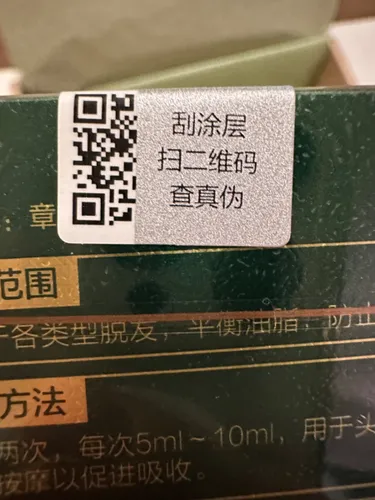 刮涂层
扫二维码
查真伪
章
范围
各类型脱发，平衡油脂，防止
方法
两次，每次5ml~10ml，用于头
按摩以促进吸收。